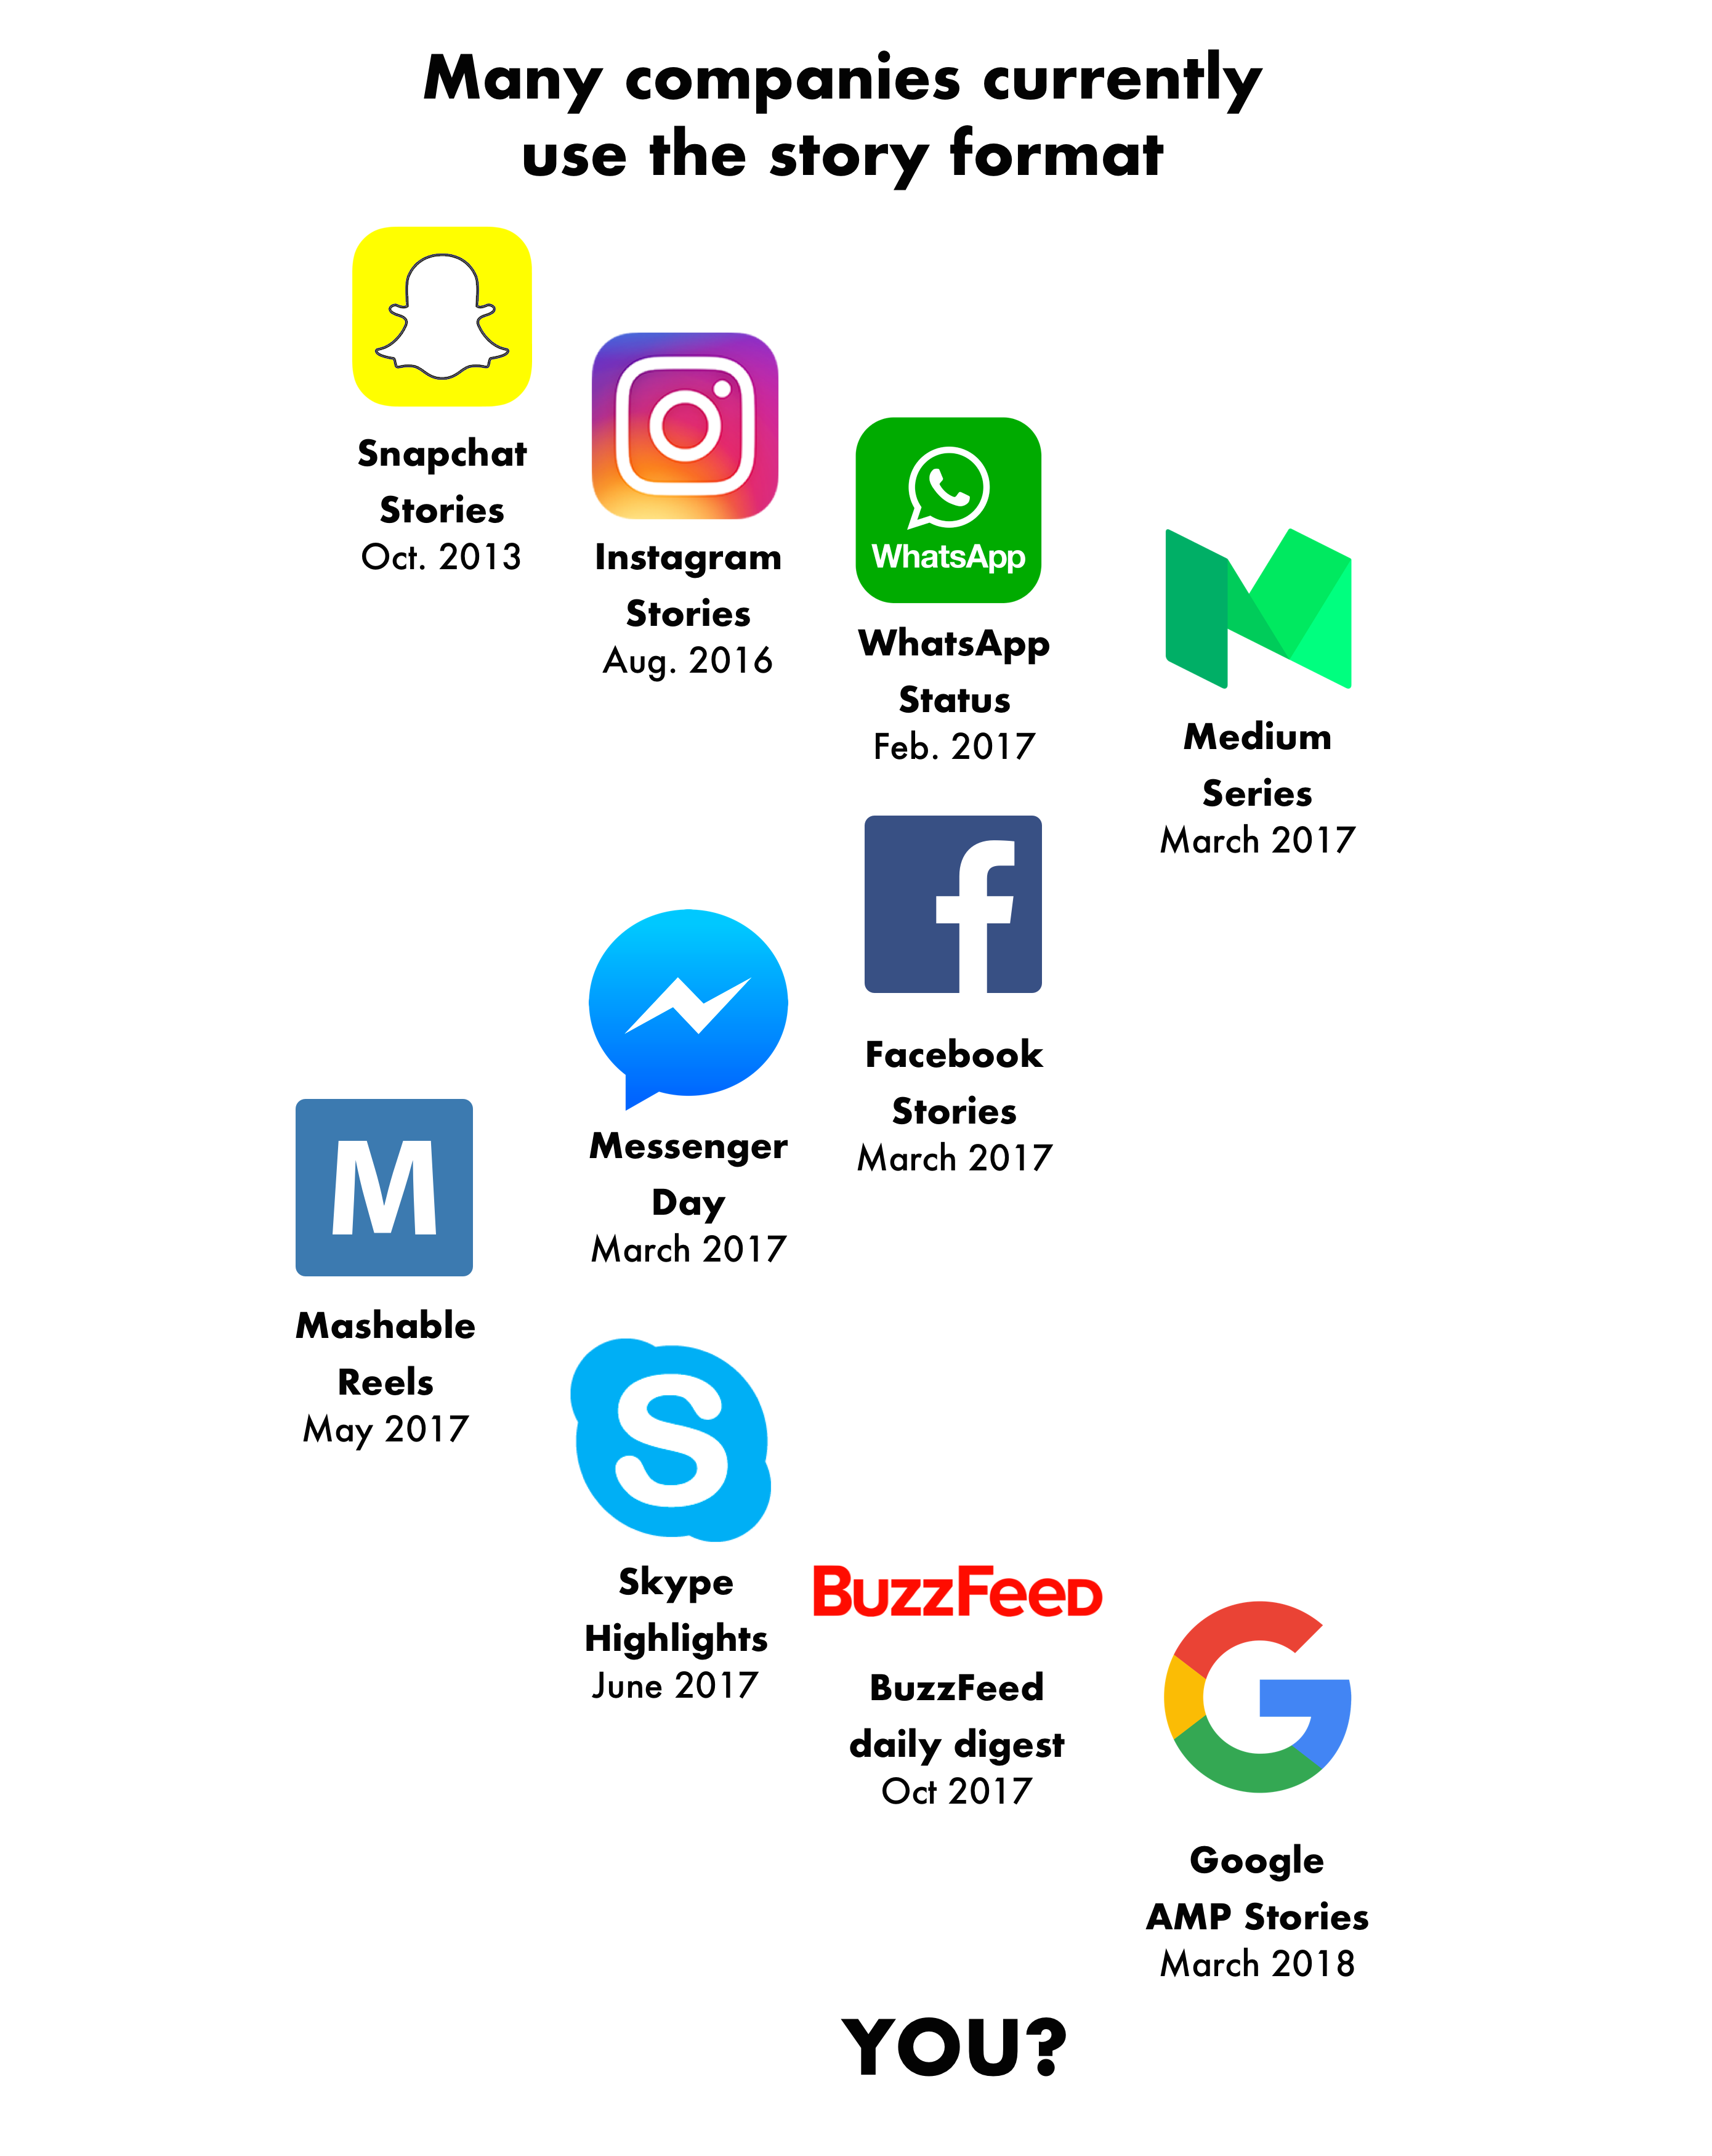 Many companies currently
use the story format
Snapchat
Stories
Oct. 2013
Instagram
Stories
Aug. 2016
WhatsApp
WhatsApp
Status
Feb. 2017
Medium
Series
March 2017
f
Facebook
Stories
March 2017
Messenger
Day
March 2017
M
Mashable
Reels
May 2017
S
Skype
Highlights
June 2017
BuzzFeed
BuzzFeed
daily digest
Oct 2017
G
Google
AMP Stories
March 2018
YOU?